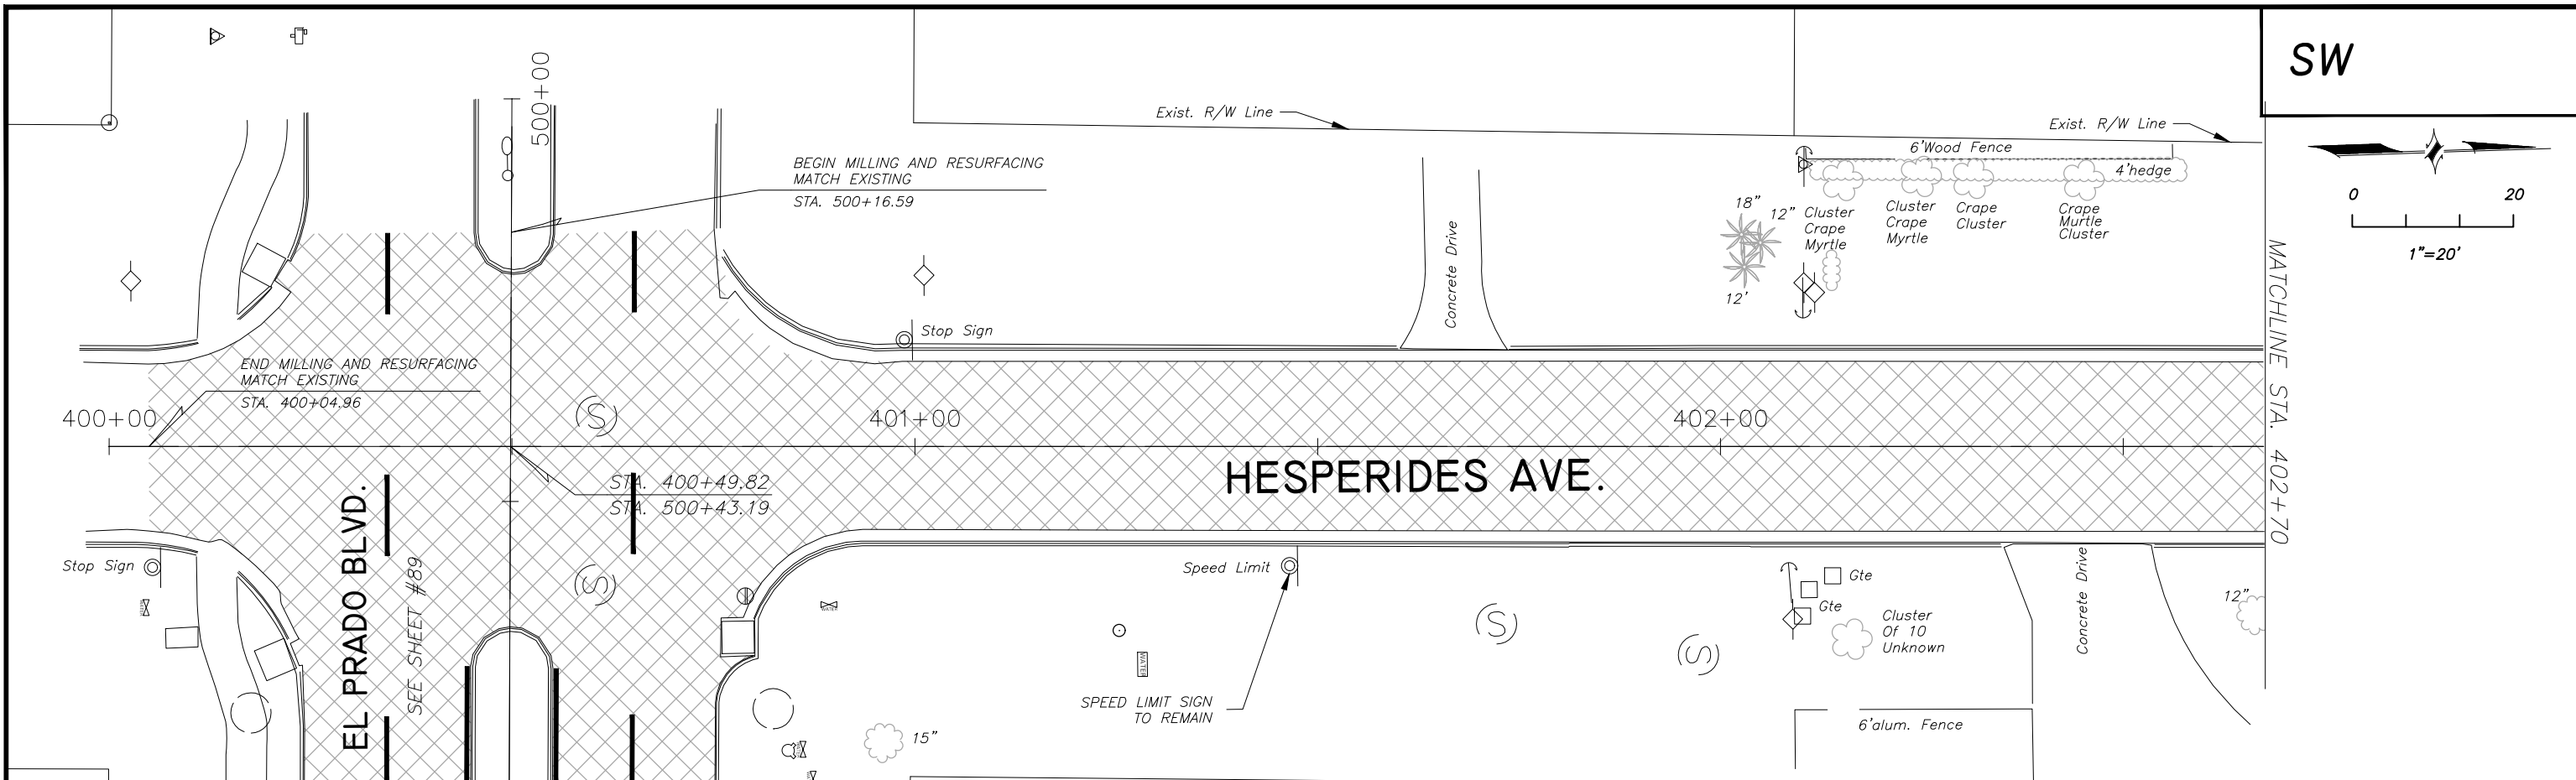 SW
500+00
Exist. R/W Line
Exist. R/W Line
BEGIN MILLING AND RESURFACING
MATCH EXISTING
STA. 500+16.59
6'Wood Fence
4'hedge
18"
12"
12'
Cluster
Crape
Myrtle
Cluster
Crape
Myrtle
Crape
Cluster
Crape
Murtle
Cluster
0 20
1"=20'
MATCHLINE STA. 402+70
Concrete Drive
Stop Sign
END MILLING AND RESURFACING
MATCH EXISTING
STA. 400+04.96
400+00
S
401+00
402+00
HESPERIDES AVE.
STA. 400+49.82
STA. 500+43.19
EL PRADO BLVD.
SEE SHEET #89
Stop Sign
S
Speed Limit
SPEED LIMIT SIGN
TO REMAIN
WATER
S
S
Gte
Gte
Cluster
Of 10
Unknown
Concrete Drive
12"
6'alum. Fence
15"